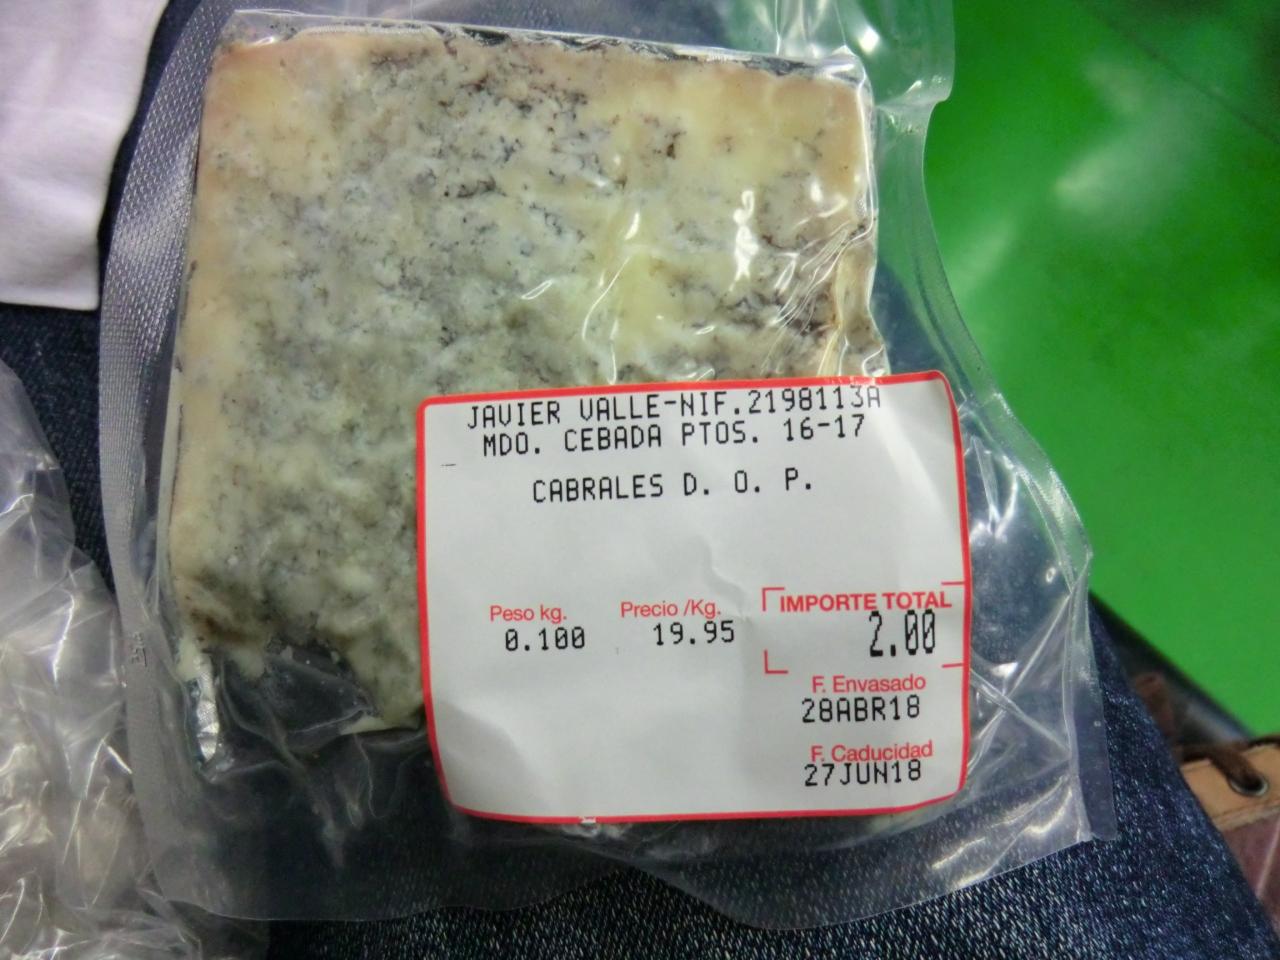 JAVIER VALLE-NIF.2198113A
MDO. CEBADA PTOS. 16-17
CABRALES D. O. P.
Peso kg. Precio /Kg. IMPORTE TOTAL
0.100 19.95 2.00
F. Envasado
28ABR18
F. Caducidad
27JUN18